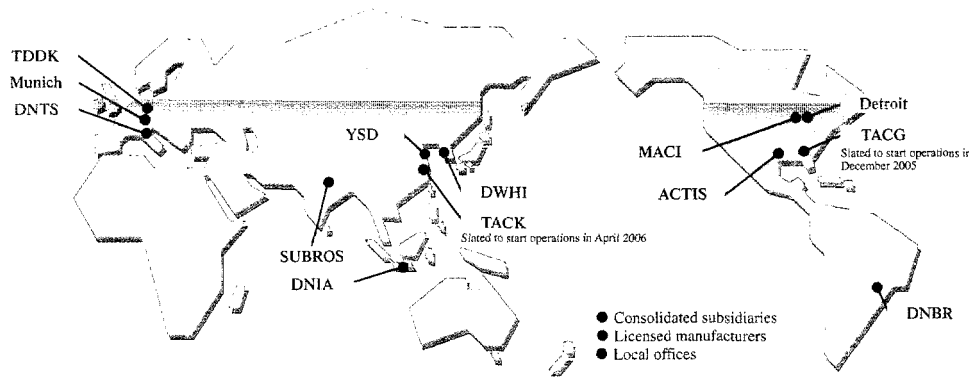 TDDK
Munich
DNTS
YSD
DWHI
TACK
Slated to start operations in April 2006
SUBROS
DNIA
Detroit
MACI
TACG
Slated to start operations in
December 2005
ACTIS
DNBR
Consolidated subsidiaries
Licensed manufacturers
Local offices